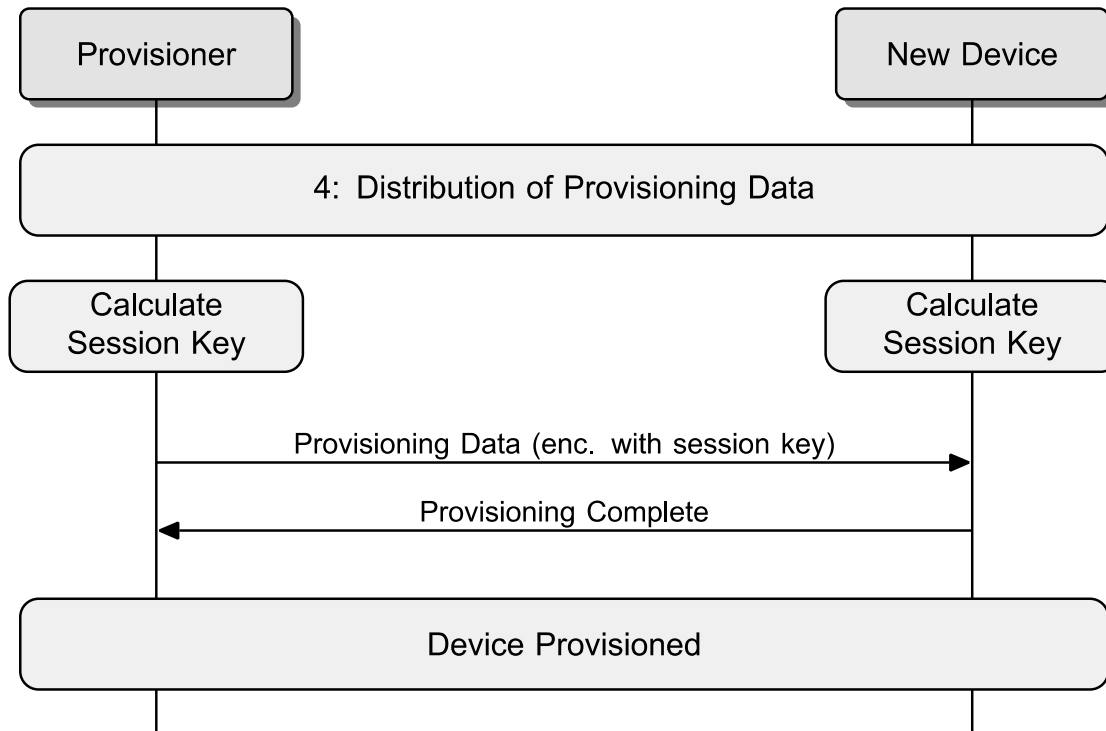 Provisioner
New Device
4: Distribution of Provisioning Data
Calculate
Session Key
Calculate
Session Key
Provisioning Data (enc. with session key)
Provisioning Complete
Device Provisioned